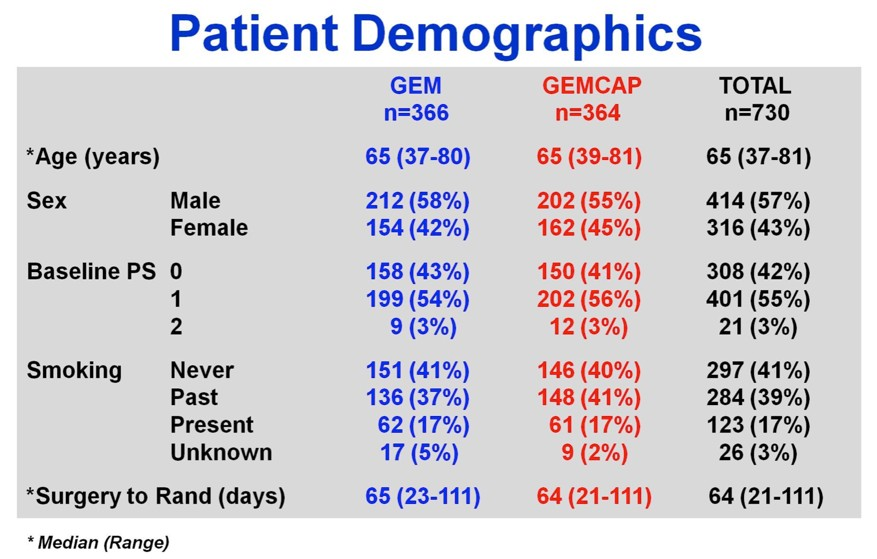 Patient Demographics
GEM GEMCAP TOTAL
n=366 n=364 n=730
*Age (years) 65 (37-80) 65 (39-81) 65 (37-81)
Sex Male 212 (58%) 202 (55%) 414 (57%)
Female 154 (42%) 162 (45%) 316 (43%)
Baseline PS 0 158 (43%) 150 (41%) 308 (42%)
1 199 (54%) 202 (56%) 401 (55%)
2 9 (3%) 12 (3%) 21 (3%)
Smoking Never 151 (41%) 146 (40%) 297 (41%)
Past 136 (37%) 148 (41%) 284 (39%)
Present 62 (17%) 61 (17%) 123 (17%)
Unknown 17 (5%) 9 (2%) 26 (3%)
*Surgery to Rand (days) 65 (23-111) 64 (21-111) 64 (21-111)
* Median (Range)